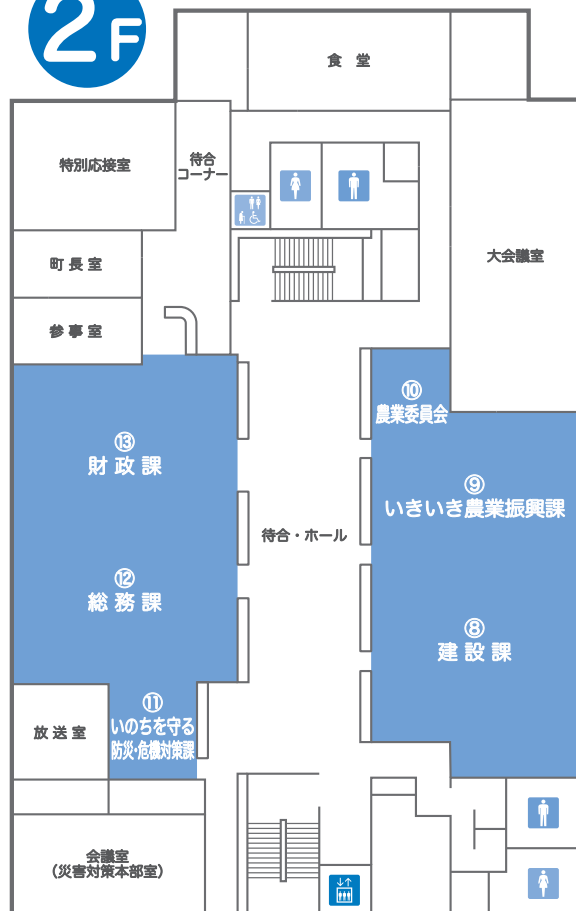 2F
食堂
特別応接室
待合
コーナー
町長室
大会議室
参事室
⑩
農業委員会
⑬
財政課
⑨
いきいき農業振興課
待合・ホール
⑫
総務課
⑧
建設課
⑪
いのちを守る
防災・危機対策課
放送室
会議室
（災害対策本部室）